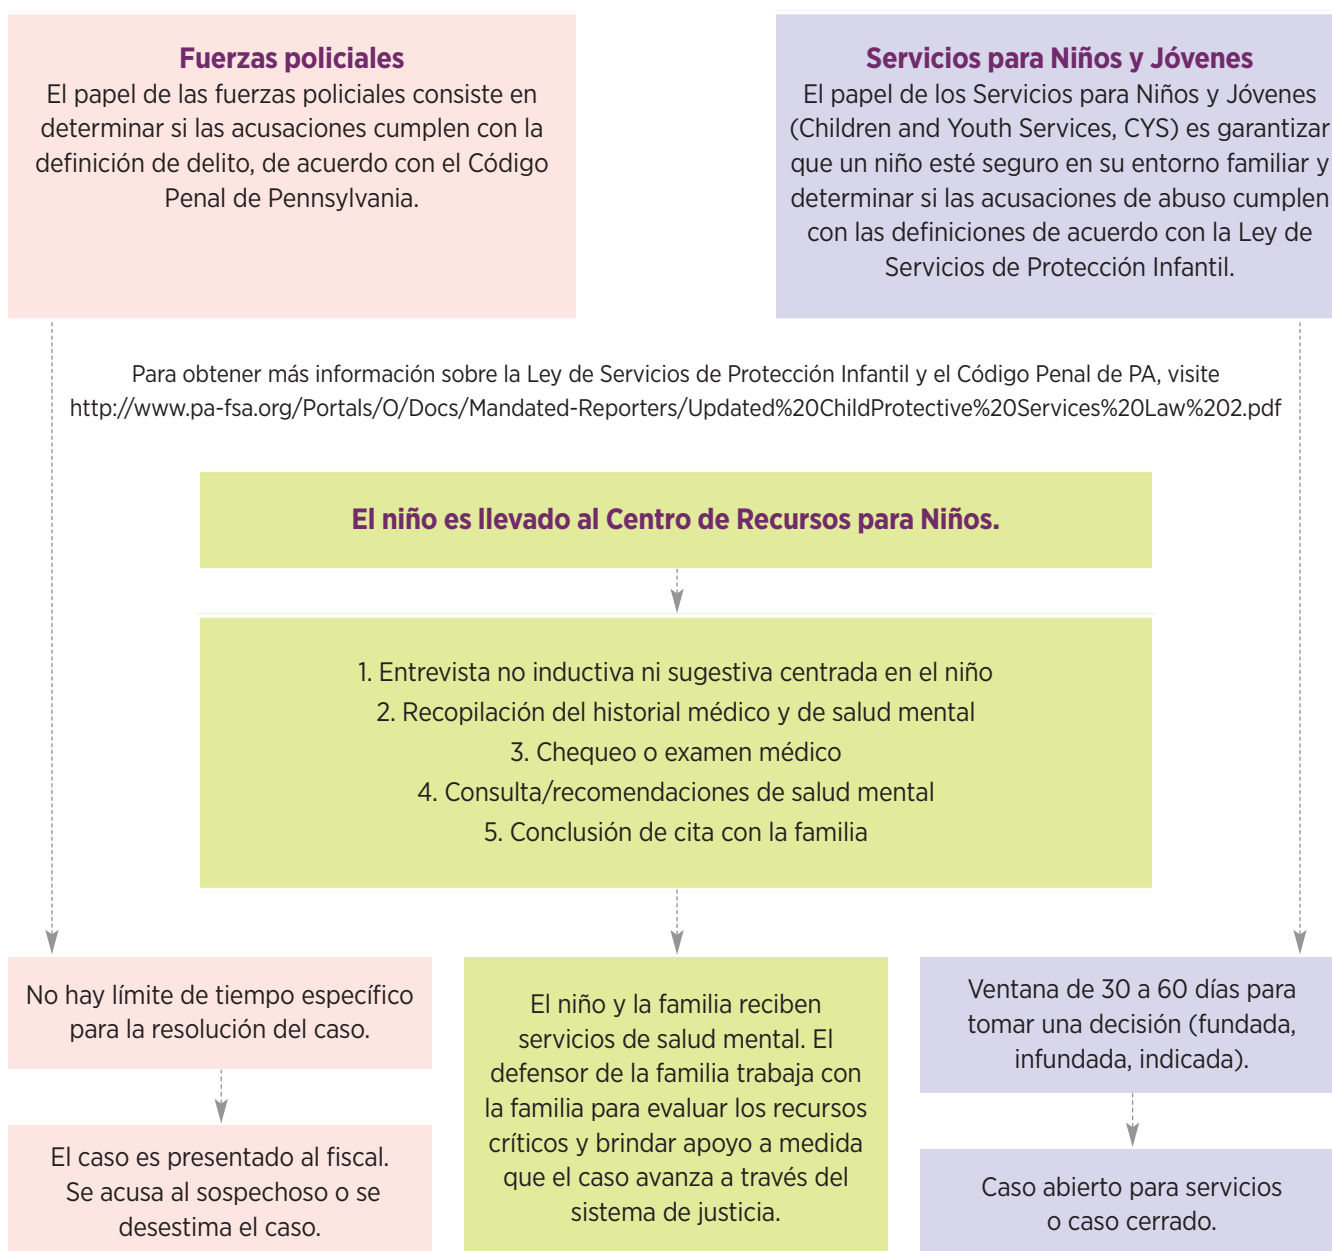 Fuerzas policiales
El papel de las fuerzas policiales consiste en
determinar si las acusaciones cumplen con la
definición de delito, de acuerdo con el Código
Penal de Pennsylvania.
Servicios para Niños y Jóvenes
El papel de los Servicios para Niños y Jóvenes
(Children and Youth Services, CYS) es garantizar
que un niño esté seguro en su entorno familiar y
determinar si las acusaciones de abuso cumplen
con las definiciones de acuerdo con la Ley de
Servicios de Protección Infantil.
Para obtener más información sobre la Ley de Servicios de Protección Infantil y el Código Penal de PA, visite
http://www.pa-fsa.org/Portals/O/Docs/Mandated-Reporters/Updated%20ChildProtective%20Services%20Law%202.pdf
El niño es llevado al Centro de Recursos para Niños.
1. Entrevista no inductiva ni sugestiva centrada en el niño
2. Recopilación del historial médico y de salud mental
3. Chequeo o examen médico
4. Consulta/recomendaciones de salud mental
5. Conclusión de cita con la familia
No hay límite de tiempo específico
para la resolución del caso.
El caso es presentado al fiscal.
Se acusa al sospechoso o se
desestima el caso.
El niño y la familia reciben
servicios de salud mental. El
defensor de la familia trabaja con
la familia para evaluar los recursos
críticos y brindar apoyo a medida
que el caso avanza a través del
sistema de justicia.
Ventana de 30 a 60 días para
tomar una decisión (fundada,
infundada, indicada).
Caso abierto para servicios
o caso cerrado.